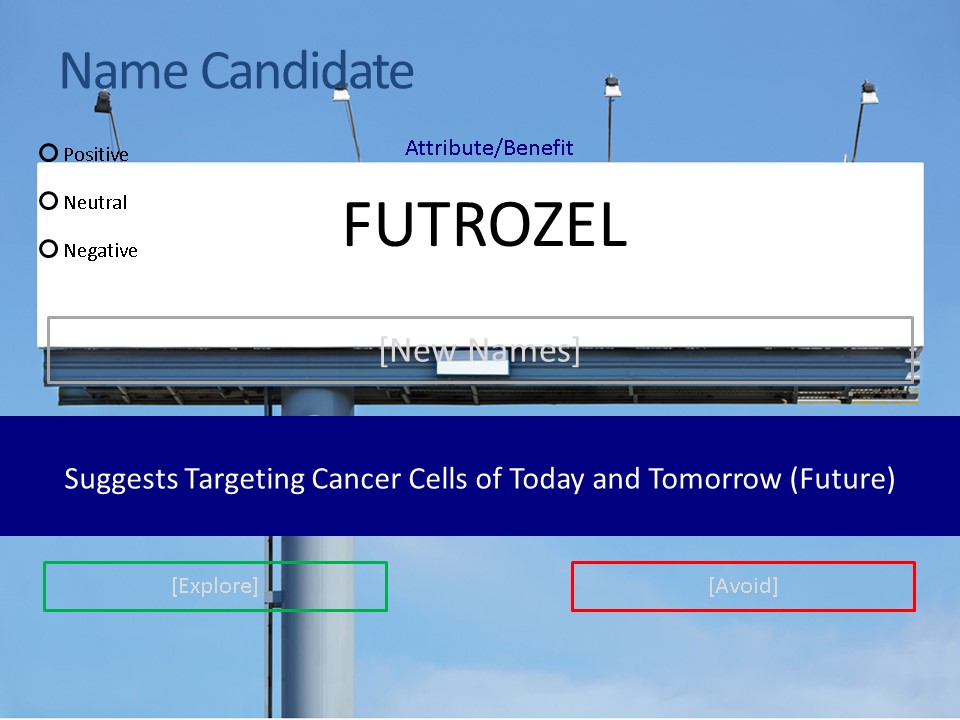 Name Candidate
Attribute/Benefit
Positive
Neutral
Negative
FUTROZEL
[New Names]
Suggests Targeting Cancer Cells of Today and Tomorrow (Future)
[Explore]
[Avoid]